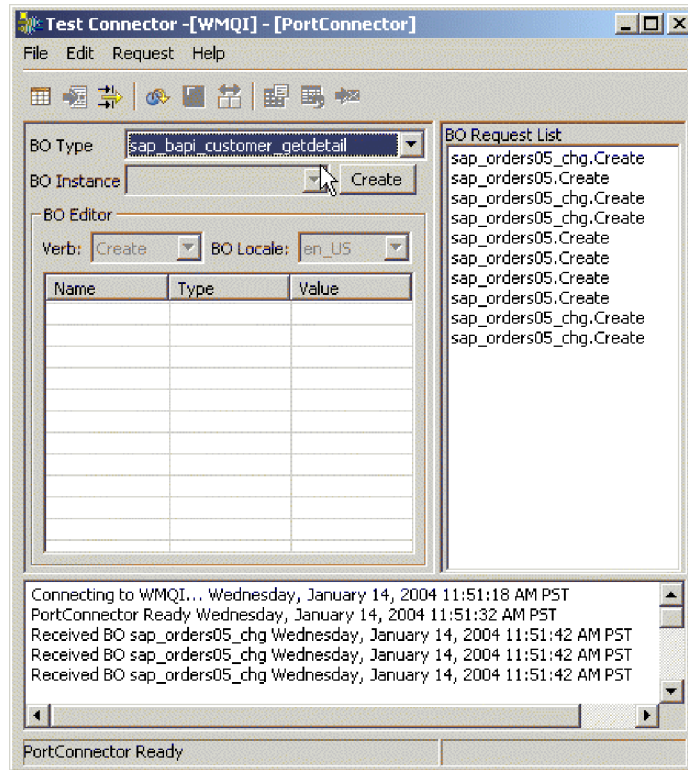 Test Connector -[WMQI] - [PortConnector]
File Edit Request Help
BO Type sap_bapi_customer_getdetail
BO Instance Create
BO Editor
Verb: Create BO Locale: en_US
Name Type Value
BO Request List
sap_orders05_chg.Create
sap_orders05.Create
sap_orders05_chg.Create
sap_orders05_chg.Create
sap_orders05.Create
sap_orders05.Create
sap_orders05.Create
sap_orders05.Create
sap_orders05_chg.Create
sap_orders05_chg.Create
Connecting to WMQI... Wednesday, January 14, 2004 11:51:18 AM PST
PortConnector Ready Wednesday, January 14, 2004 11:51:32 AM PST
Received BO sap_orders05_chg Wednesday, January 14, 2004 11:51:42 AM PST
Received BO sap_orders05_chg Wednesday, January 14, 2004 11:51:42 AM PST
Received BO sap_orders05_chg Wednesday, January 14, 2004 11:51:42 AM PST
PortConnector Ready